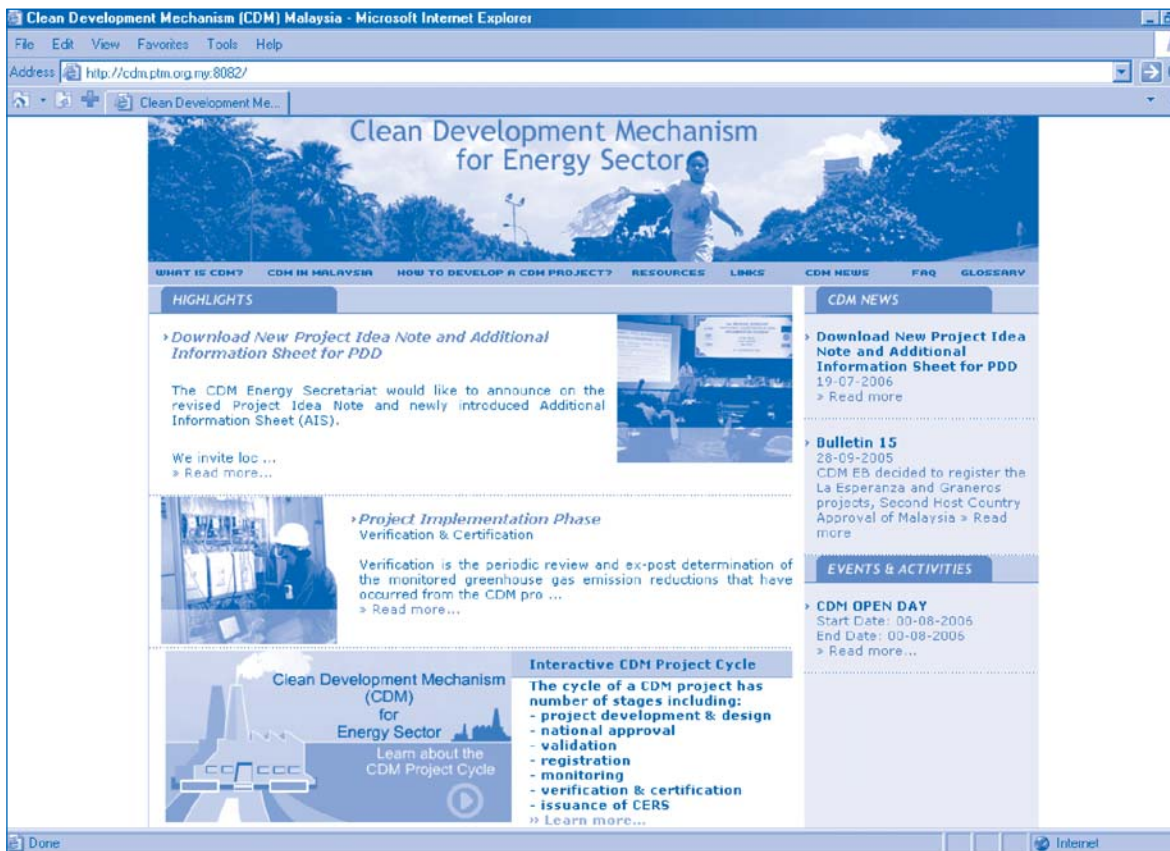 Clean Development Mechanism (CDM) Malaysia - Microsoft Internet Explorer
File Edit View Favorites Tools Help
Address http://cdm.ptm.org.my:8082/
Clean Development Me...
Clean Development Mechanism
for Energy Sector
WHAT IS CDM? CDM IN MALAYSIA HOW TO DEVELOP A CDM PROJECT? RESOURCES LINKS CDM NEWS FAQ GLOSSARY
HIGHLIGHTS
Download New Project Idea Note and Additional
Information Sheet for PDD
The CDM Energy Secretariat would like to announce on the
revised Project Idea Note and newly introduced Additional
Information Sheet (AIS).
We invite loc ...
» Read more...
Project Implementation Phase
Verification & Certification
Verification is the periodic review and ex-post determination of
the monitored greenhouse gas emission reductions that have
occurred from the CDM pro ...
» Read more...
Clean Development Mechanism
(CDM)
for
Energy Sector
Learn about the
CDM Project Cycle
Interactive CDM Project Cycle
The cycle of a CDM project has
number of stages including:
- project development & design
- national approval
- validation
- registration
- monitoring
- verification & certification
- issuance of CERS
» Learn more...
CDM NEWS
Download New Project Idea
Note and Additional
Information Sheet for PDD
19-07-2006
» Read more
Bulletin 15
28-09-2005
CDM EB decided to register the
La Esperanza and Graneros
projects, Second Host Country
Approval of Malaysia » Read
more
EVENTS & ACTIVITIES
CDM OPEN DAY
Start Date: 00-08-2006
End Date: 00-08-2006
» Read more...
Done
Internet